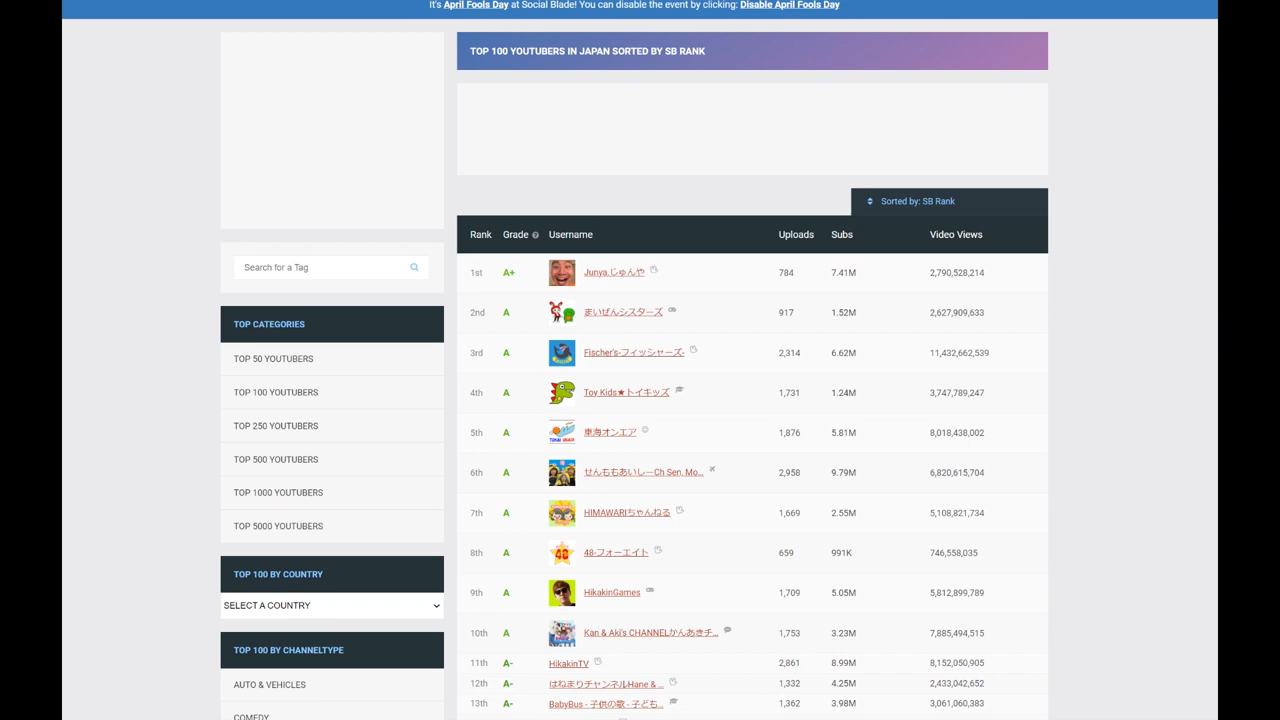 It's April Fools Day at Social Blade! You can disable the event by clicking: Disable April Fools Day
TOP 100 YOUTUBERS IN JAPAN SORTED BY SB RANK
Sorted by: SB Rank
Rank Grade Username Uploads Subs Video Views
1st A+ Junya.じゅんや 784 7.41M 2,790,528,214
2nd A まいぜんシスターズ 917 1.52M 2,627,909,633
3rd A Fischer's-フィッシャーズ- 2,314 6.62M 11,432,662,539
4th A Toy Kids★トイキッズ 1,731 1.24M 3,747,789,247
5th A 東海オンエア 1,876 5.81M 8,018,438,002
6th A せんももあいしーCh Sen, Mo... 2,958 9.79M 6,820,615,704
7th A HIMAWARIちゃんねる 1,669 2.55M 5,108,821,734
8th A 48-フォーエイト 659 991K 746,558,035
9th A HikakinGames 1,709 5.05M 5,812,899,789
10th A Kan & Aki's CHANNELかんあきチ... 1,753 3.23M 7,885,494,515
11th A- HikakinTV 2,861 8.99M 8,152,050,905
12th A- はねまりチャンネルHane & ... 1,332 4.25M 2,433,042,652
13th A- BabyBus - 子供の歌 - 子ども... 1,362 3.98M 3,061,060,383
Search for a Tag
TOP CATEGORIES
TOP 50 YOUTUBERS
TOP 100 YOUTUBERS
TOP 250 YOUTUBERS
TOP 500 YOUTUBERS
TOP 1000 YOUTUBERS
TOP 5000 YOUTUBERS
TOP 100 BY COUNTRY
SELECT A COUNTRY
TOP 100 BY CHANNELTYPE
AUTO & VEHICLES
COMEDY